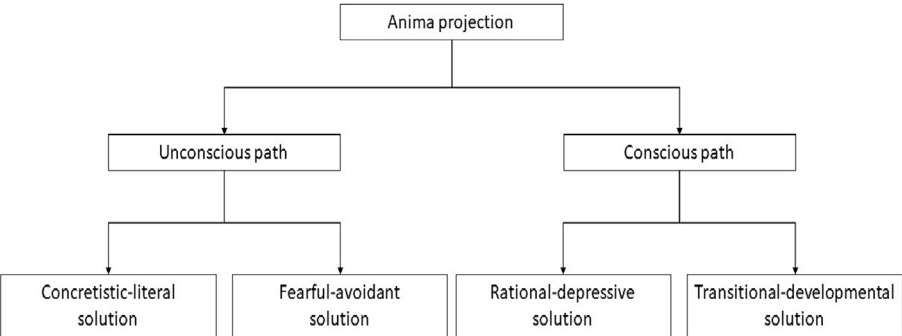 Anima projection
Unconscious path
Conscious path
Concretistic-literal
solution
Fearful-avoidant
solution
Rational-depressive
solution
Transitional-developmental
solution